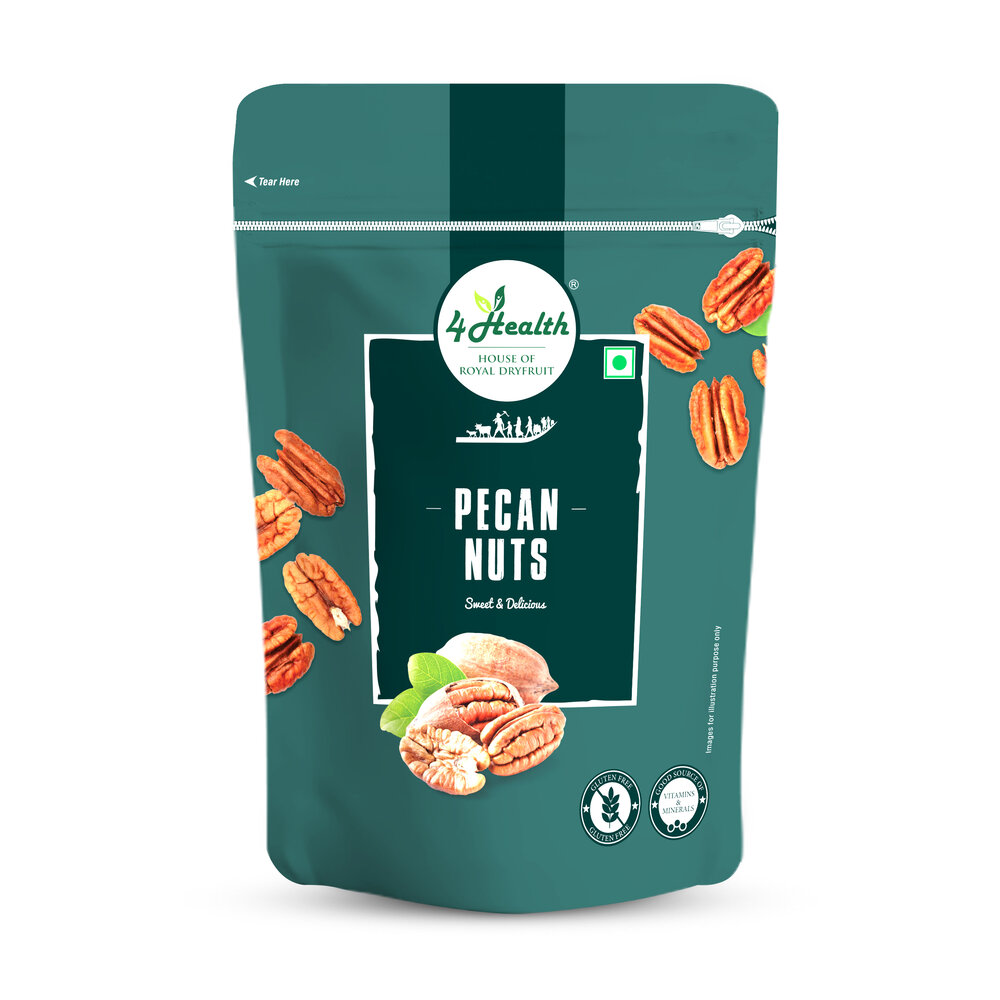 Tear Here
4Health
®
HOUSE OF
ROYAL DRYFRUIT
PECAN
NUTS
Sweet & Delicious
Images for illustration purpose only
GLUTEN FREE
GLUTEN FREE
GOOD SOURCE OF
VITAMINS
&
MINERALS